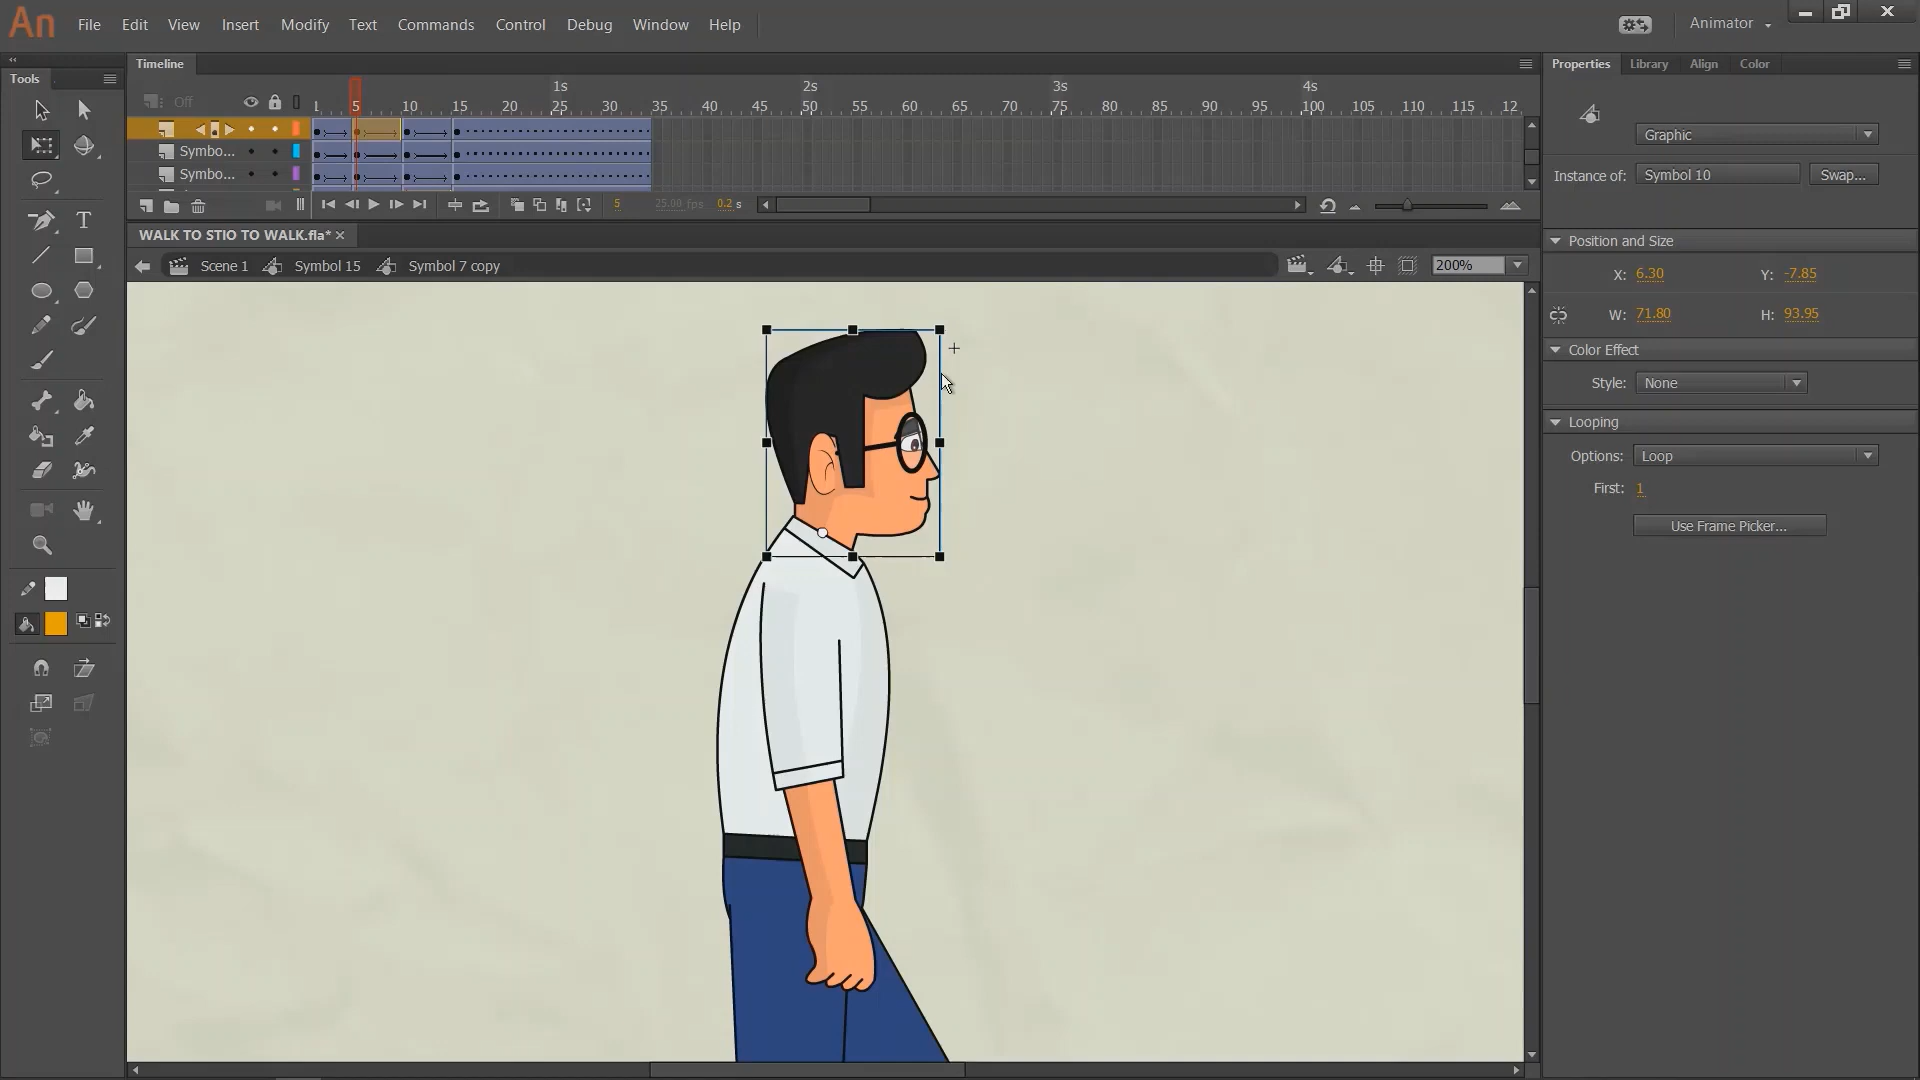 An File Edit View Insert Modify Text Commands Control Debug Window Help Animator
Tools
Timeline
Properties Library Align Color
1s 2s 3s 4s
Off 1 5 10 15 20 25 30 35 40 45 50 55 60 65 70 75 80 85 90 95 100 105 110 115 12
Symbo...
Symbo...
5 25.00 fps 0.2 s
WALK TO STIO TO WALK.fla*
Scene 1 Symbol 15 Symbol 7 copy 200%
Graphic
Instance of: Symbol 10 Swap...
Position and Size
X: 6.30 Y: -7.85
W: 71.80 H: 93.95
Color Effect
Style: None
Looping
Options: Loop
First: 1
Use Frame Picker...